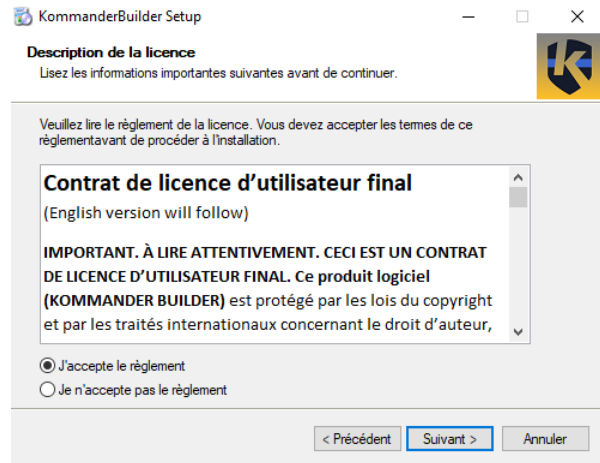 KommanderBuilder Setup
Description de la licence
Lisez les informations importantes suivantes avant de continuer.
K
Veuillez lire le règlement de la licence. Vous devez accepter les termes de ce
règlementavant de procéder à l'installation.
Contrat de licence d’utilisateur final
(English version will follow)
IMPORTANT. À LIRE ATTENTIVEMENT. CECI EST UN CONTRAT
DE LICENCE D’UTILISATEUR FINAL. Ce produit logiciel
(KOMMANDER BUILDER) est protégé par les lois du copyright
et par les traités internationaux concernant le droit d’auteur,
J'accepte le règlement
Je n'accepte pas le règlement
< Précédent Suivant > Annuler